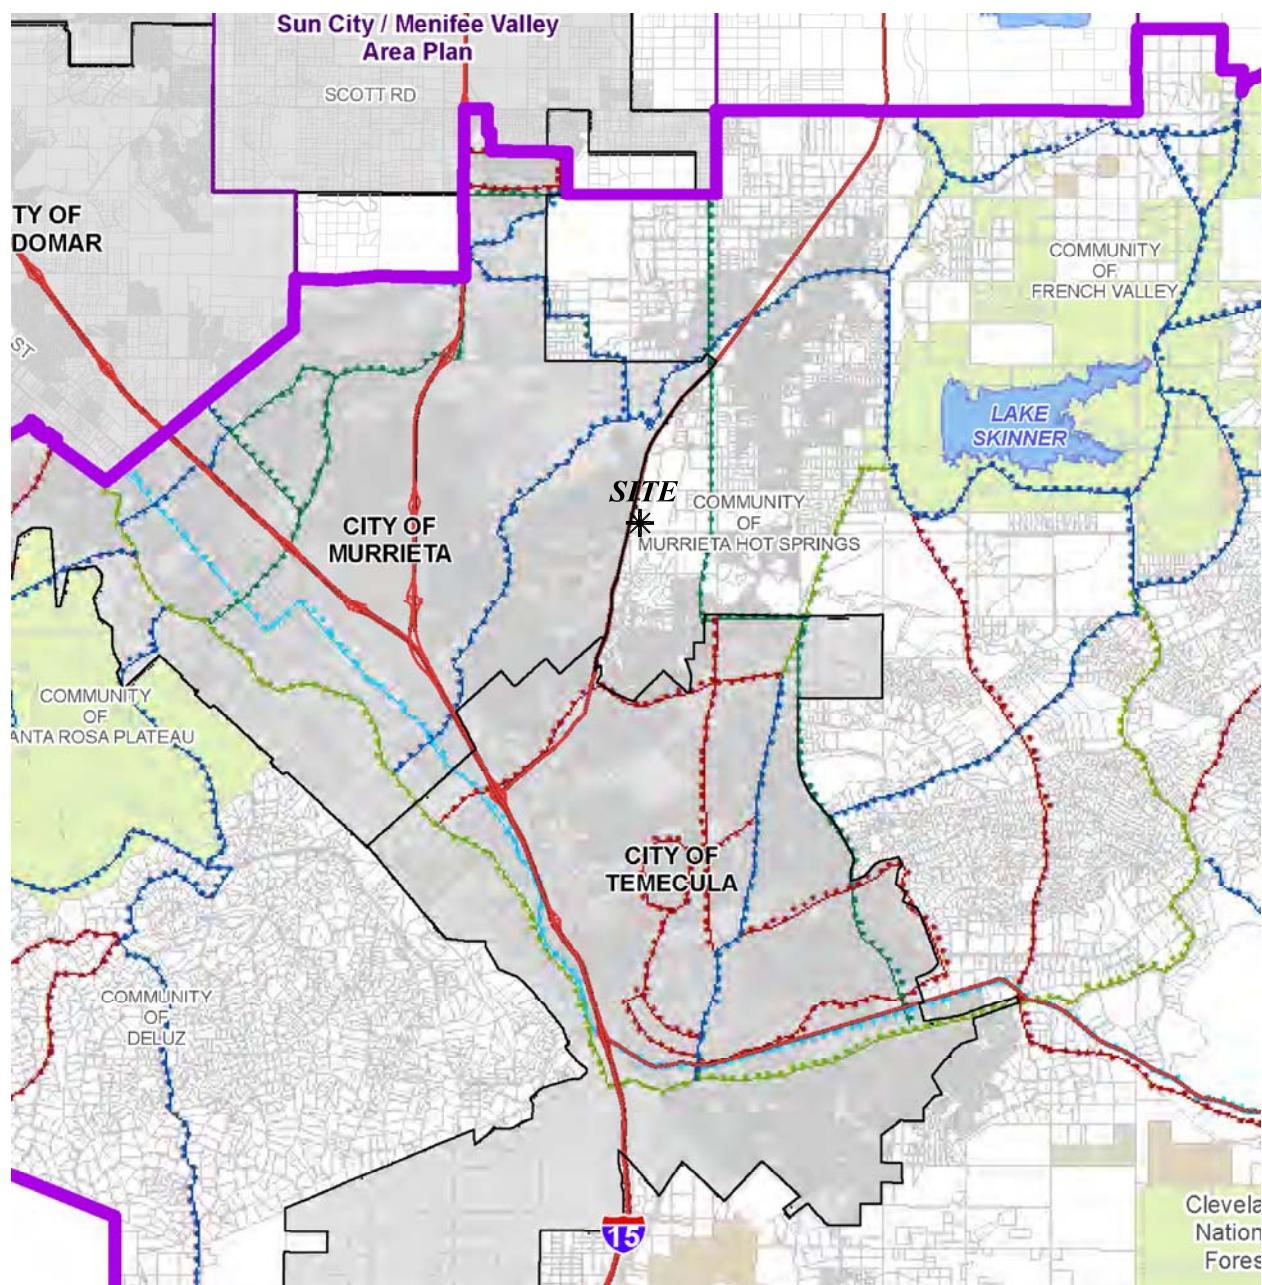 Sun City / Menifee Valley
Area Plan
SCOTT RD
TY OF
DOMAR
ST
COMMUNITY
OF
FRENCH VALLEY
LAKE
SKINNER
SITE
COMMUNITY
OF
MURRIETA HOT SPRINGS
CITY OF
MURRIETA
COMMUNITY
OF
ANTA ROSA PLATEAU
CITY OF
TEMECULA
COMMUNITY
OF
DELUZ
Clevela
Nation
Fores
15